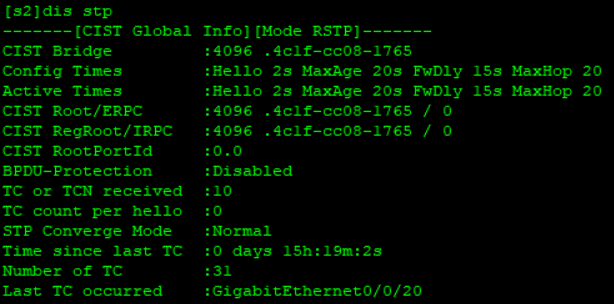 [s2]dis stp
-------[CIST Global Info][Mode RSTP]-------
CIST Bridge         :4096 .4c1f-cc08-1765
Config Times        :Hello 2s MaxAge 20s FwDly 15s MaxHop 20
Active Times        :Hello 2s MaxAge 20s FwDly 15s MaxHop 20
CIST Root/ERPC      :4096 .4c1f-cc08-1765 / 0
CIST RegRoot/IRPC   :4096 .4c1f-cc08-1765 / 0
CIST RootPortId     :0.0
BPDU-Protection     :Disabled
TC or TCN received  :10
TC count per hello  :0
STP Converge Mode   :Normal
Time since last TC  :0 days 15h:19m:2s
Number of TC        :31
Last TC occurred    :GigabitEthernet0/0/20